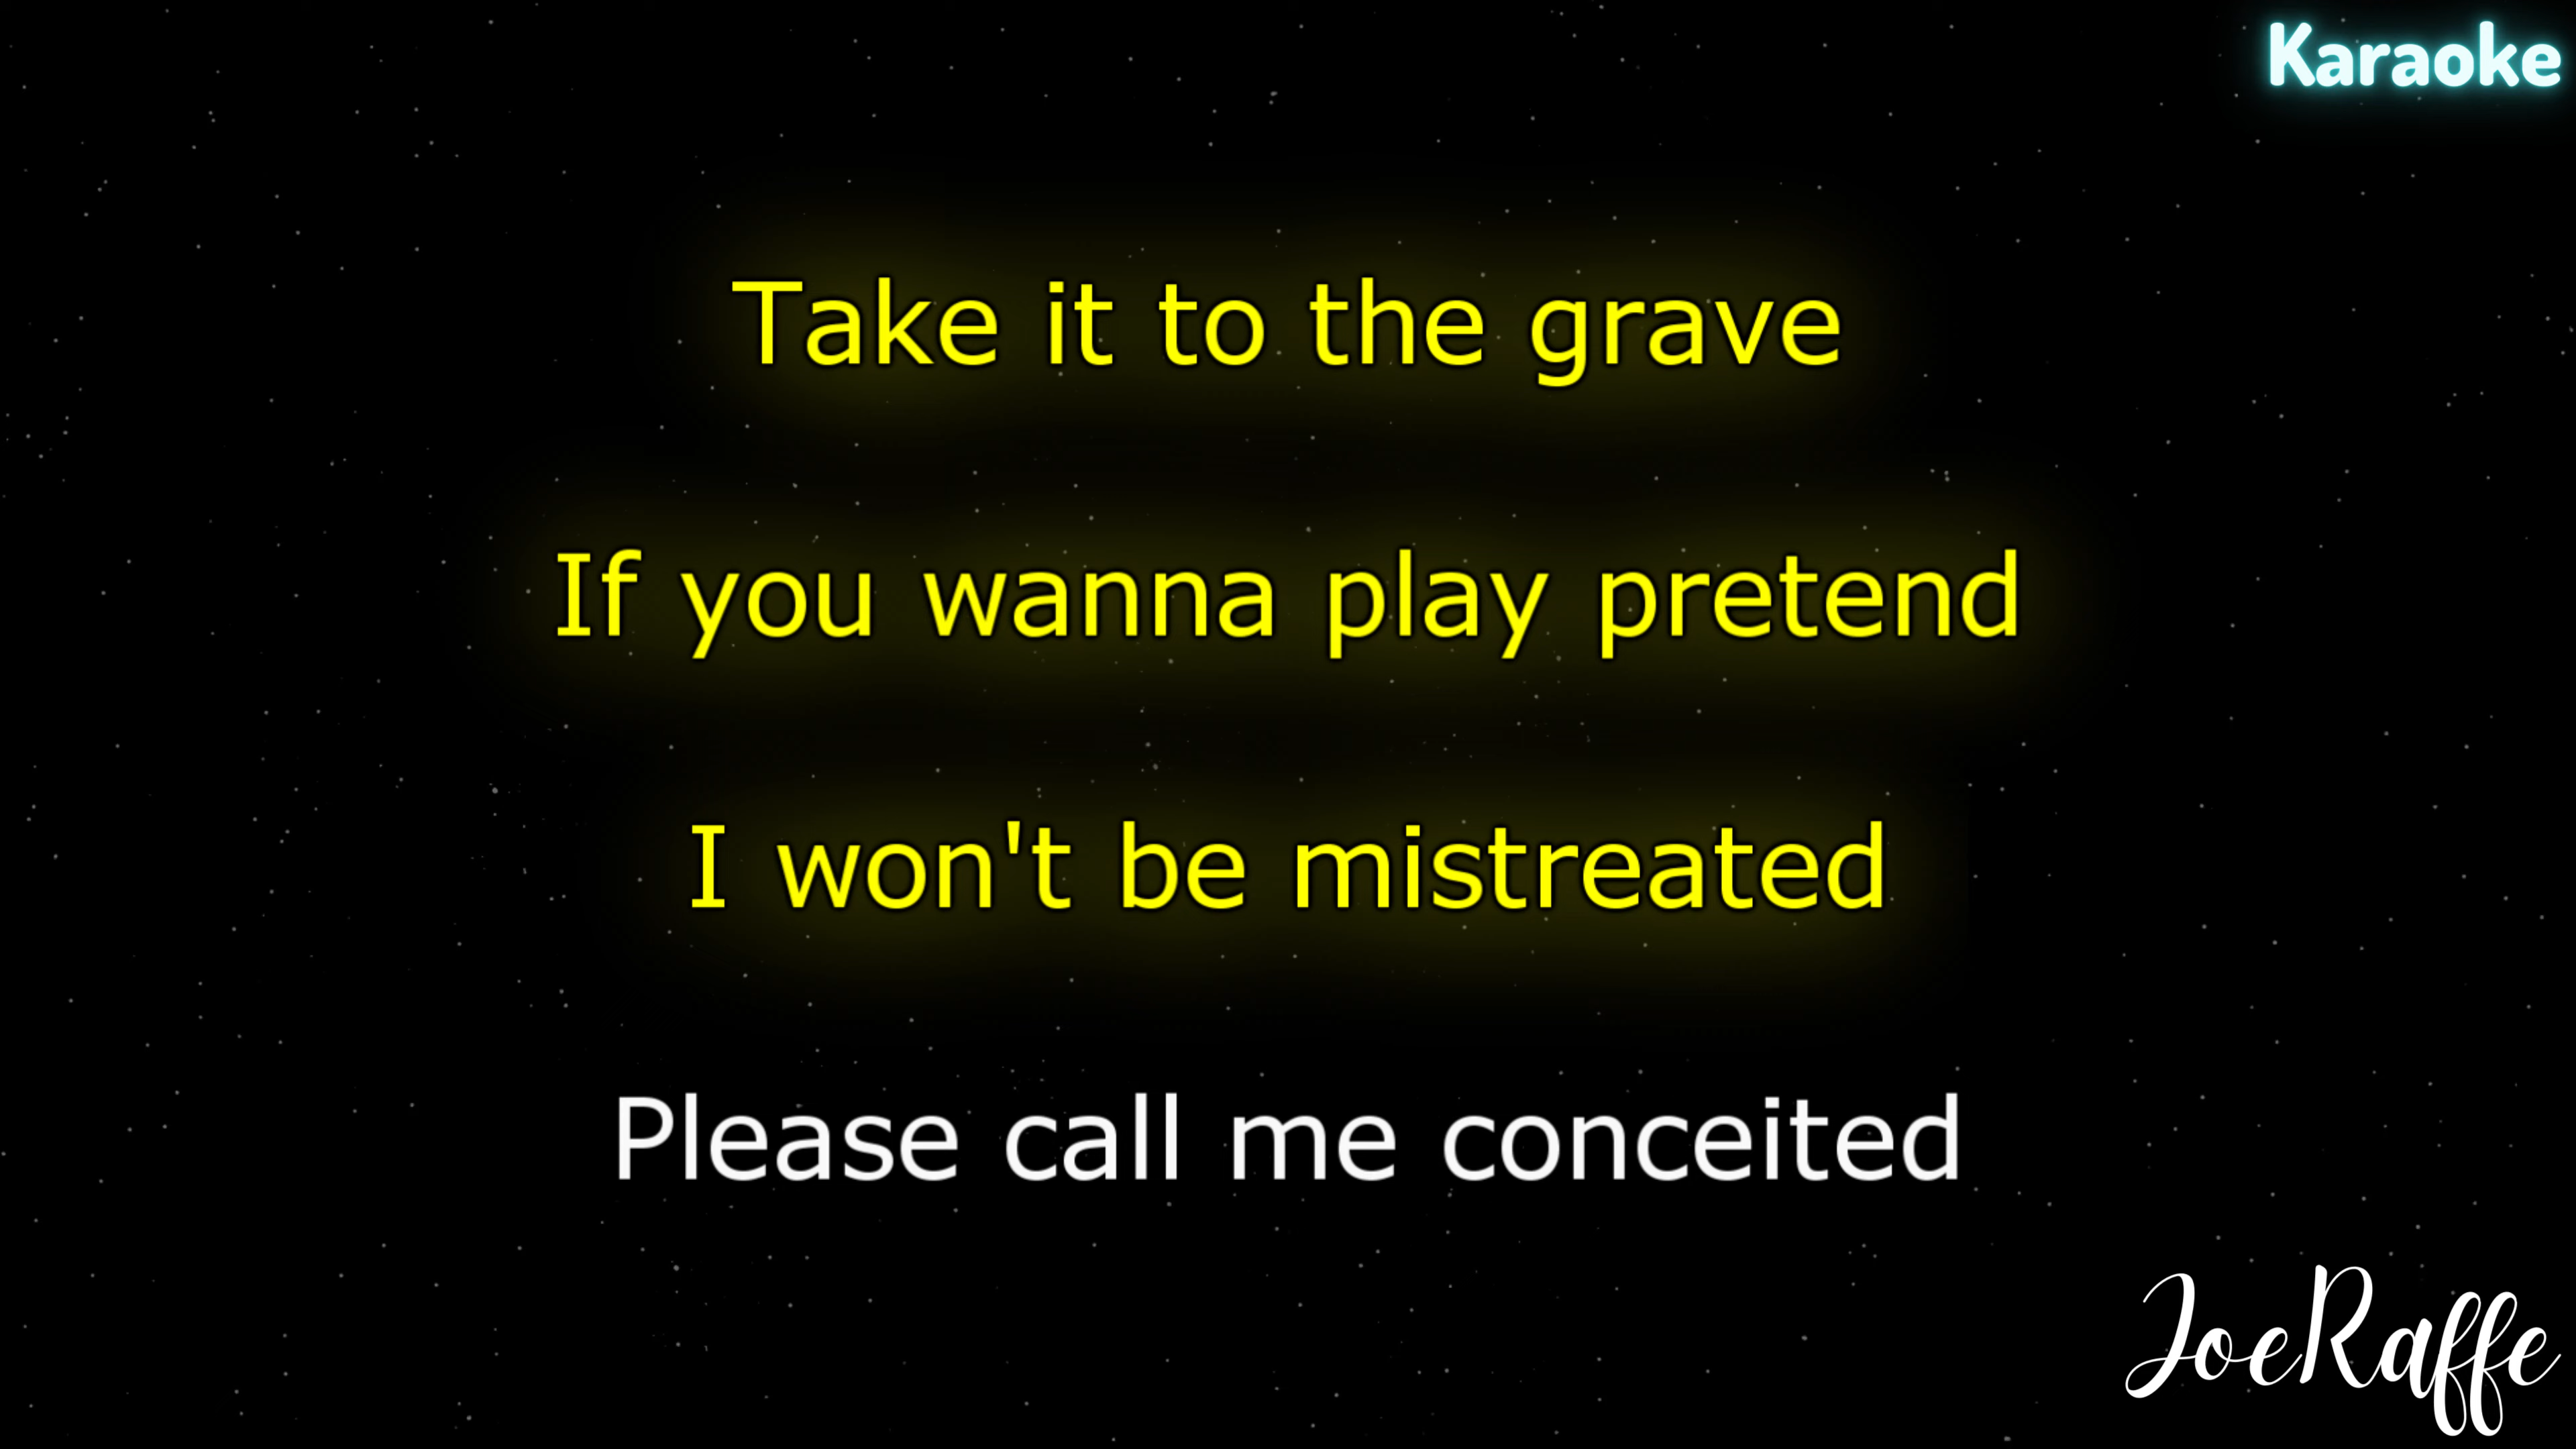 Karaoke
Take it to the grave
If you wanna play pretend
I won't be mistreated
Please call me conceited
JoeRaffe